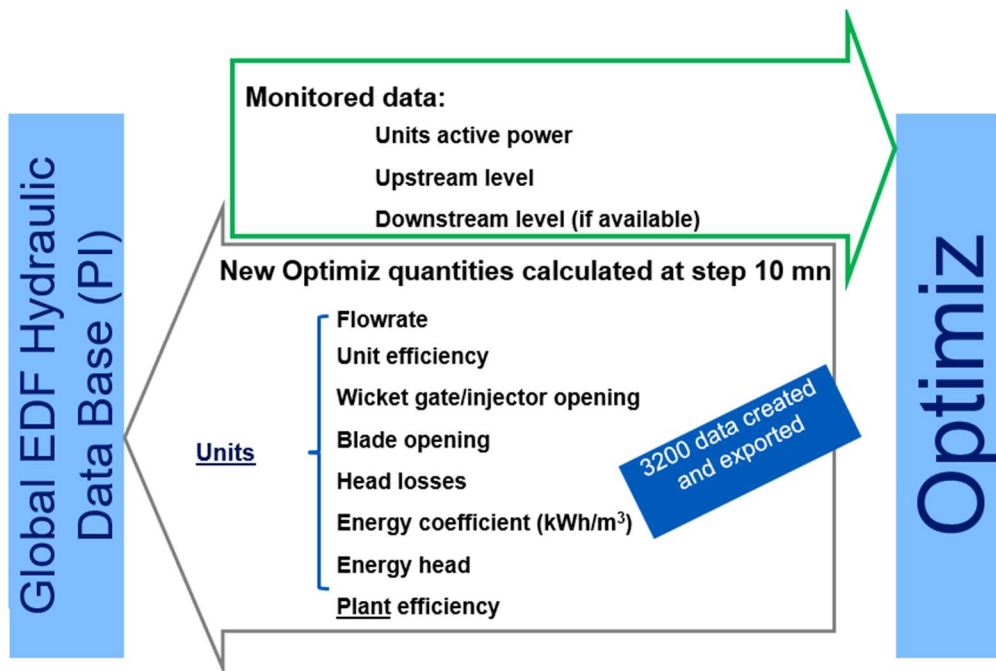 Global EDF Hydraulic
Data Base (PI)
Monitored data:
Units active power
Upstream level
Downstream level (if available)
New Optimiz quantities calculated at step 10 mn
Units
Flowrate
Unit efficiency
Wicket gate/injector opening
Blade opening
Head losses
Energy coefficient (kWh/m³)
Energy head
Plant efficiency
3200 data created
and exported
Optimiz